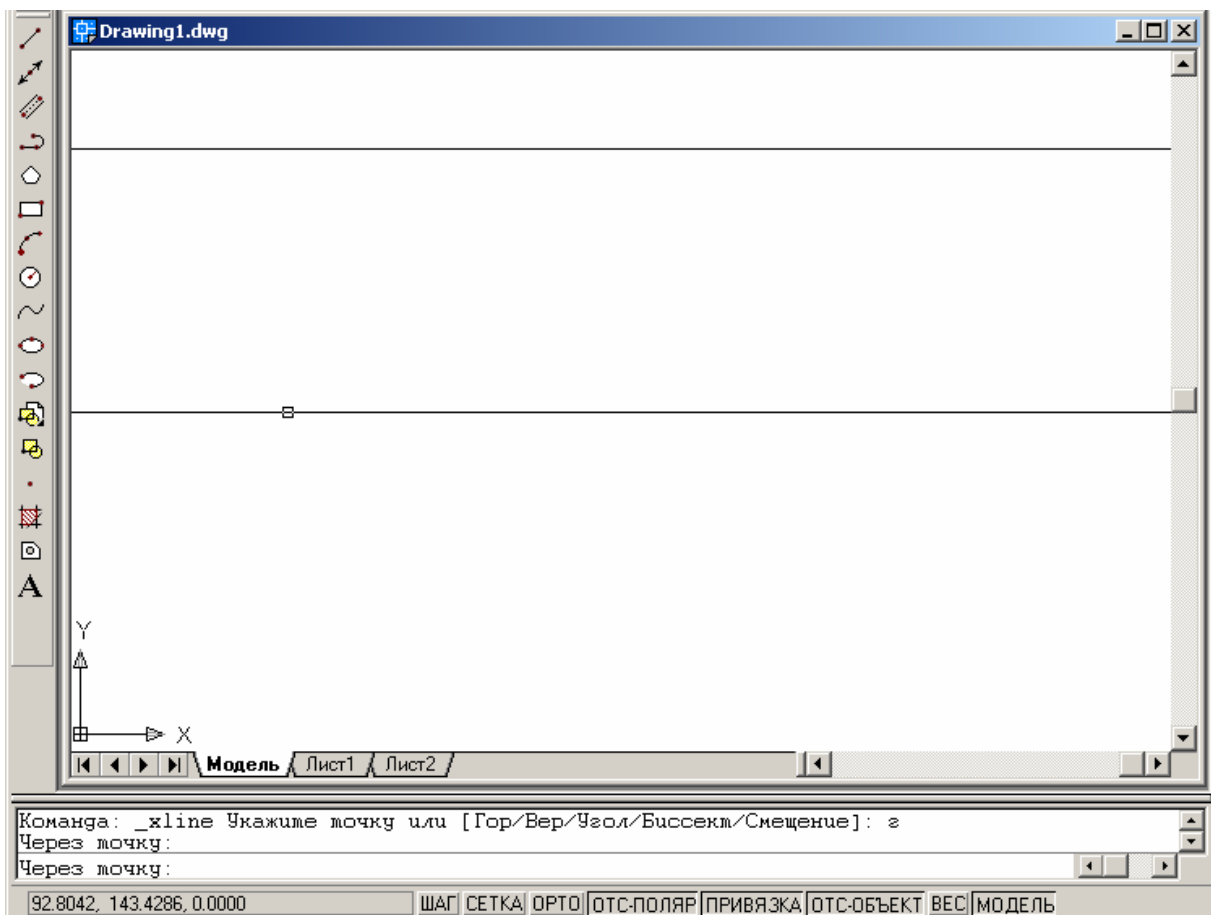 Drawing1.dwg
A
Y
X
Модель Лист1 Лист2
Команда: _xline Укажите точку или [Гор/Вер/Угол/Биссект/Смещение]: г
Через точку:
Через точку:
92.8042, 143.4286, 0.0000 ШАГ СЕТКА ОРТО ОТС-ПОЛЯР ПРИВЯЗКА ОТС-ОБЪЕКТ ВЕС МОДЕЛЬ